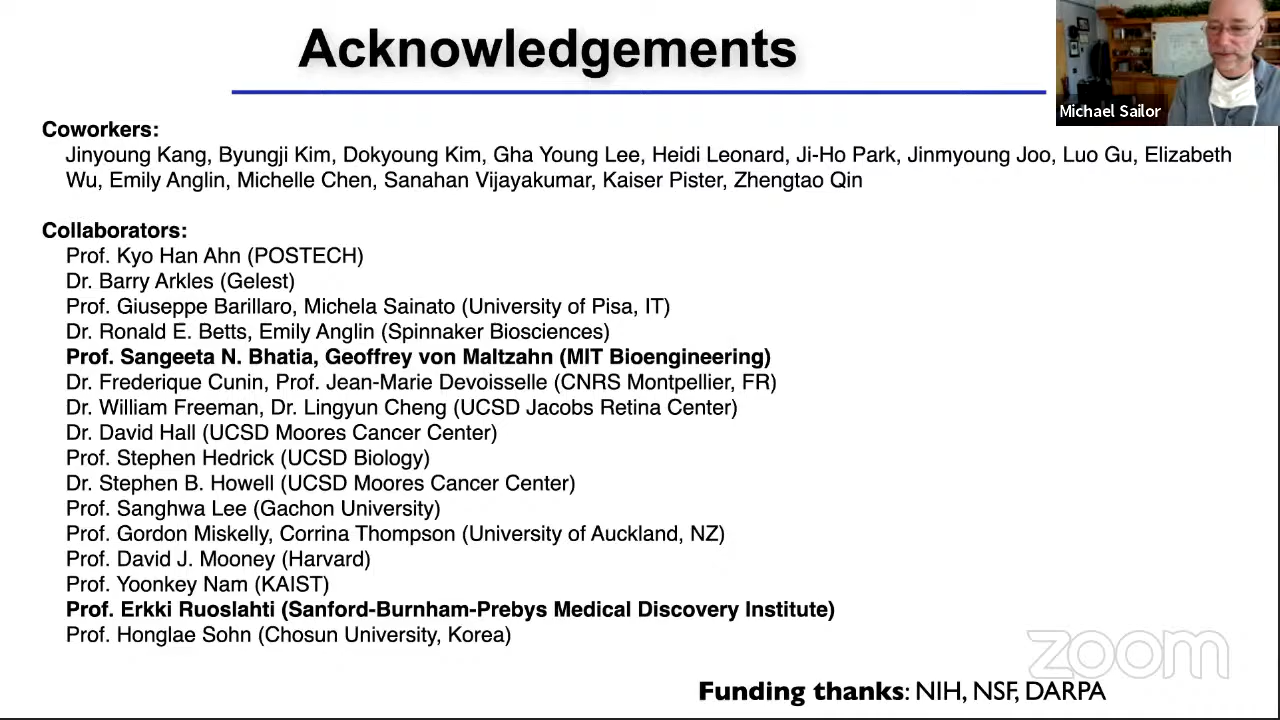 Acknowledgements
Michael Sailor
Coworkers:
Jinyoung Kang, Byungji Kim, Dokyoung Kim, Gha Young Lee, Heidi Leonard, Ji-Ho Park, Jinmyoung Joo, Luo Gu, Elizabeth
Wu, Emily Anglin, Michelle Chen, Sanahan Vijayakumar, Kaiser Pister, Zhengtao Qin
Collaborators:
Prof. Kyo Han Ahn (POSTECH)
Dr. Barry Arkles (Gelest)
Prof. Giuseppe Barillaro, Michela Sainato (University of Pisa, IT)
Dr. Ronald E. Betts, Emily Anglin (Spinnaker Biosciences)
Prof. Sangeeta N. Bhatia, Geoffrey von Maltzahn (MIT Bioengineering)
Dr. Frederique Cunin, Prof. Jean-Marie Devoisselle (CNRS Montpellier, FR)
Dr. William Freeman, Dr. Lingyun Cheng (UCSD Jacobs Retina Center)
Dr. David Hall (UCSD Moores Cancer Center)
Prof. Stephen Hedrick (UCSD Biology)
Dr. Stephen B. Howell (UCSD Moores Cancer Center)
Prof. Sanghwa Lee (Gachon University)
Prof. Gordon Miskelly, Corrina Thompson (University of Auckland, NZ)
Prof. David J. Mooney (Harvard)
Prof. Yoonkey Nam (KAIST)
Prof. Erkki Ruoslahti (Sanford-Burnham-Prebys Medical Discovery Institute)
Prof. Honglae Sohn (Chosun University, Korea)
zoom
Funding thanks: NIH, NSF, DARPA